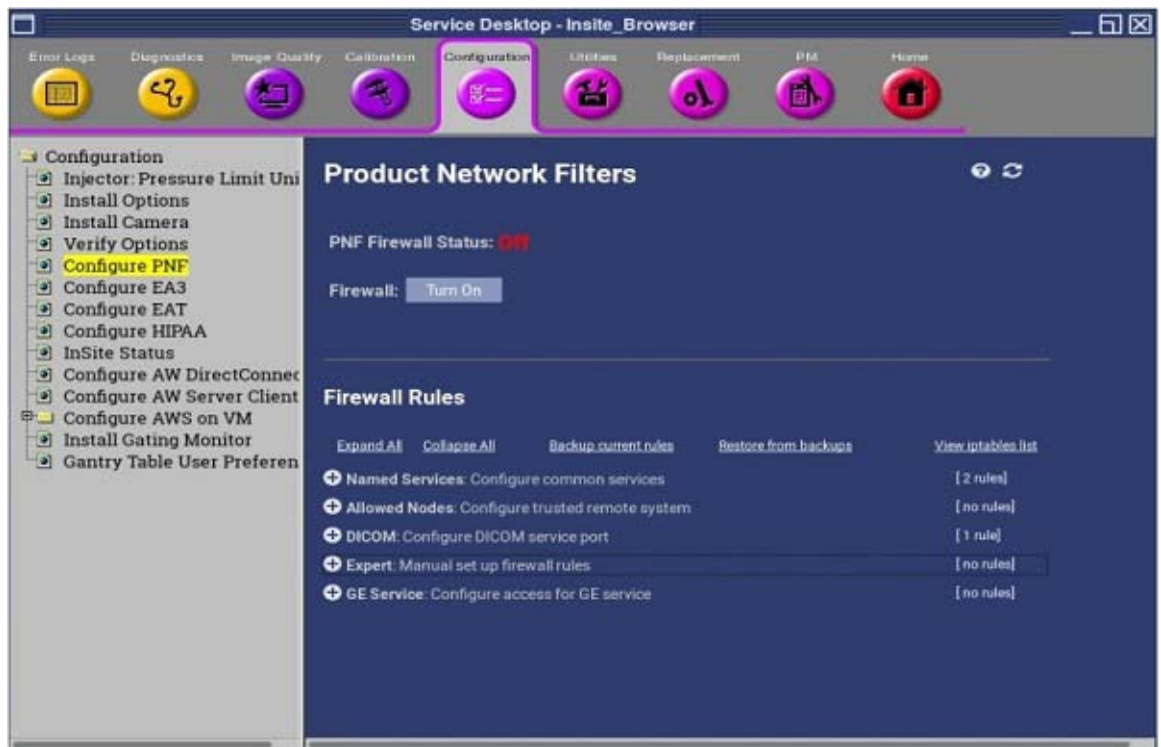 Service Desktop - Insite_Browser
Error Logs Diagnostics Image Quality Calibration Configuration Utilities Replacement PM Home
Configuration
Injector: Pressure Limit Uni
Install Options
Install Camera
Verify Options
Configure PNF
Configure EA3
Configure EAT
Configure HIPAA
InSite Status
Configure AW DirectConnec
Configure AW Server Client
Configure AWS on VM
Install Gating Monitor
Gantry Table User Preferen
Product Network Filters
PNF Firewall Status: Off
Firewall: Turn On
Firewall Rules
Expand All Collapse All Backup current rules Restore from backups View iptables list
Named Services: Configure common services [ 2 rules]
Allowed Nodes: Configure trusted remote system [ no rules]
DICOM: Configure DICOM service port [ 1 rule]
Expert: Manual set up firewall rules [ no rules]
GE Service: Configure access for GE service [ no rules]